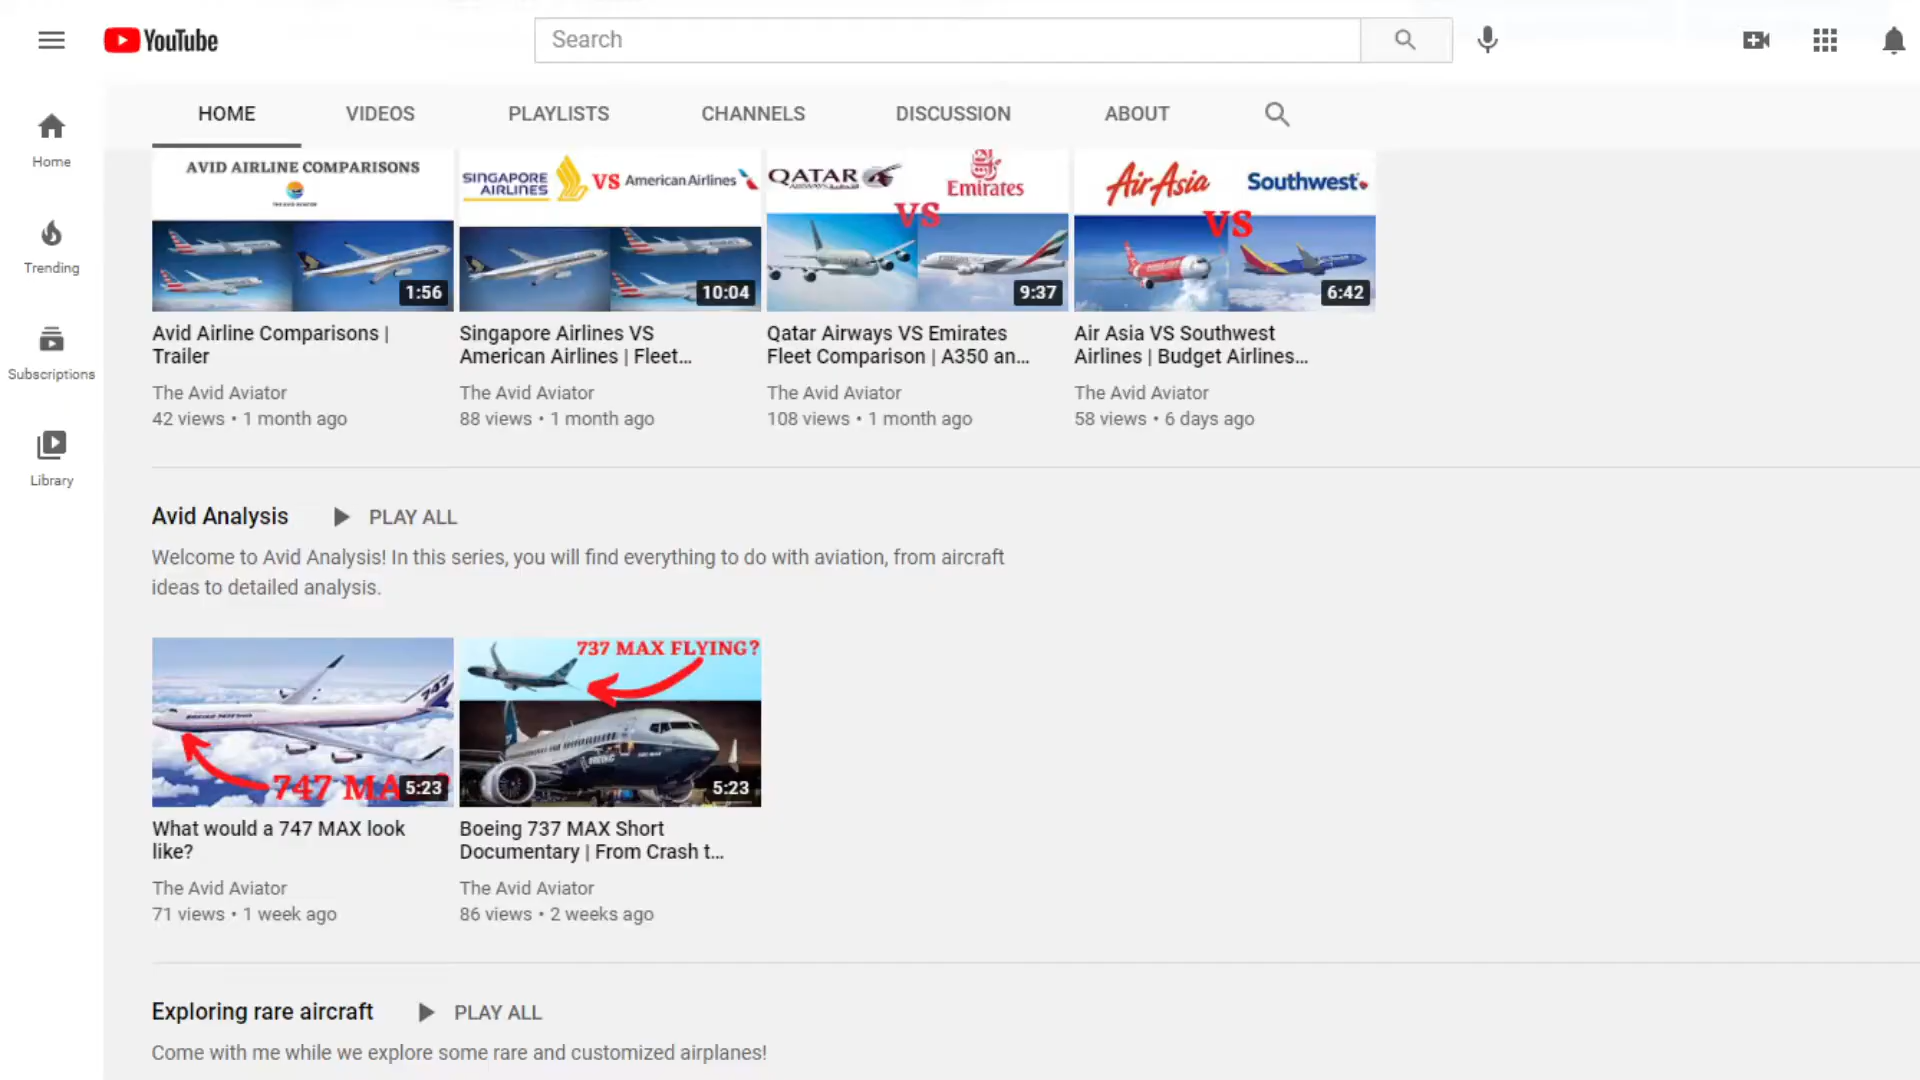 YouTube
Search
HOME
VIDEOS
PLAYLISTS
CHANNELS
DISCUSSION
ABOUT
Home
Trending
Subscriptions
Library
AVID AIRLINE COMPARISONS
THE AVID AVIATOR
1:56
Avid Airline Comparisons |
Trailer
The Avid Aviator
42 views • 1 month ago
SINGAPORE
AIRLINES
VS
American Airlines
10:04
Singapore Airlines VS
American Airlines | Fleet...
The Avid Aviator
88 views • 1 month ago
QATAR
AIRWAYS
VS
Emirates
9:37
Qatar Airways VS Emirates
Fleet Comparison | A350 an...
The Avid Aviator
108 views • 1 month ago
AirAsia
VS
Southwest
6:42
Air Asia VS Southwest
Airlines | Budget Airlines...
The Avid Aviator
58 views • 6 days ago
Avid Analysis
PLAY ALL
Welcome to Avid Analysis! In this series, you will find everything to do with aviation, from aircraft
ideas to detailed analysis.
747
747 MA
5:23
What would a 747 MAX look
like?
The Avid Aviator
71 views • 1 week ago
737 MAX FLYING?
5:23
Boeing 737 MAX Short
Documentary | From Crash t...
The Avid Aviator
86 views • 2 weeks ago
Exploring rare aircraft
PLAY ALL
Come with me while we explore some rare and customized airplanes!